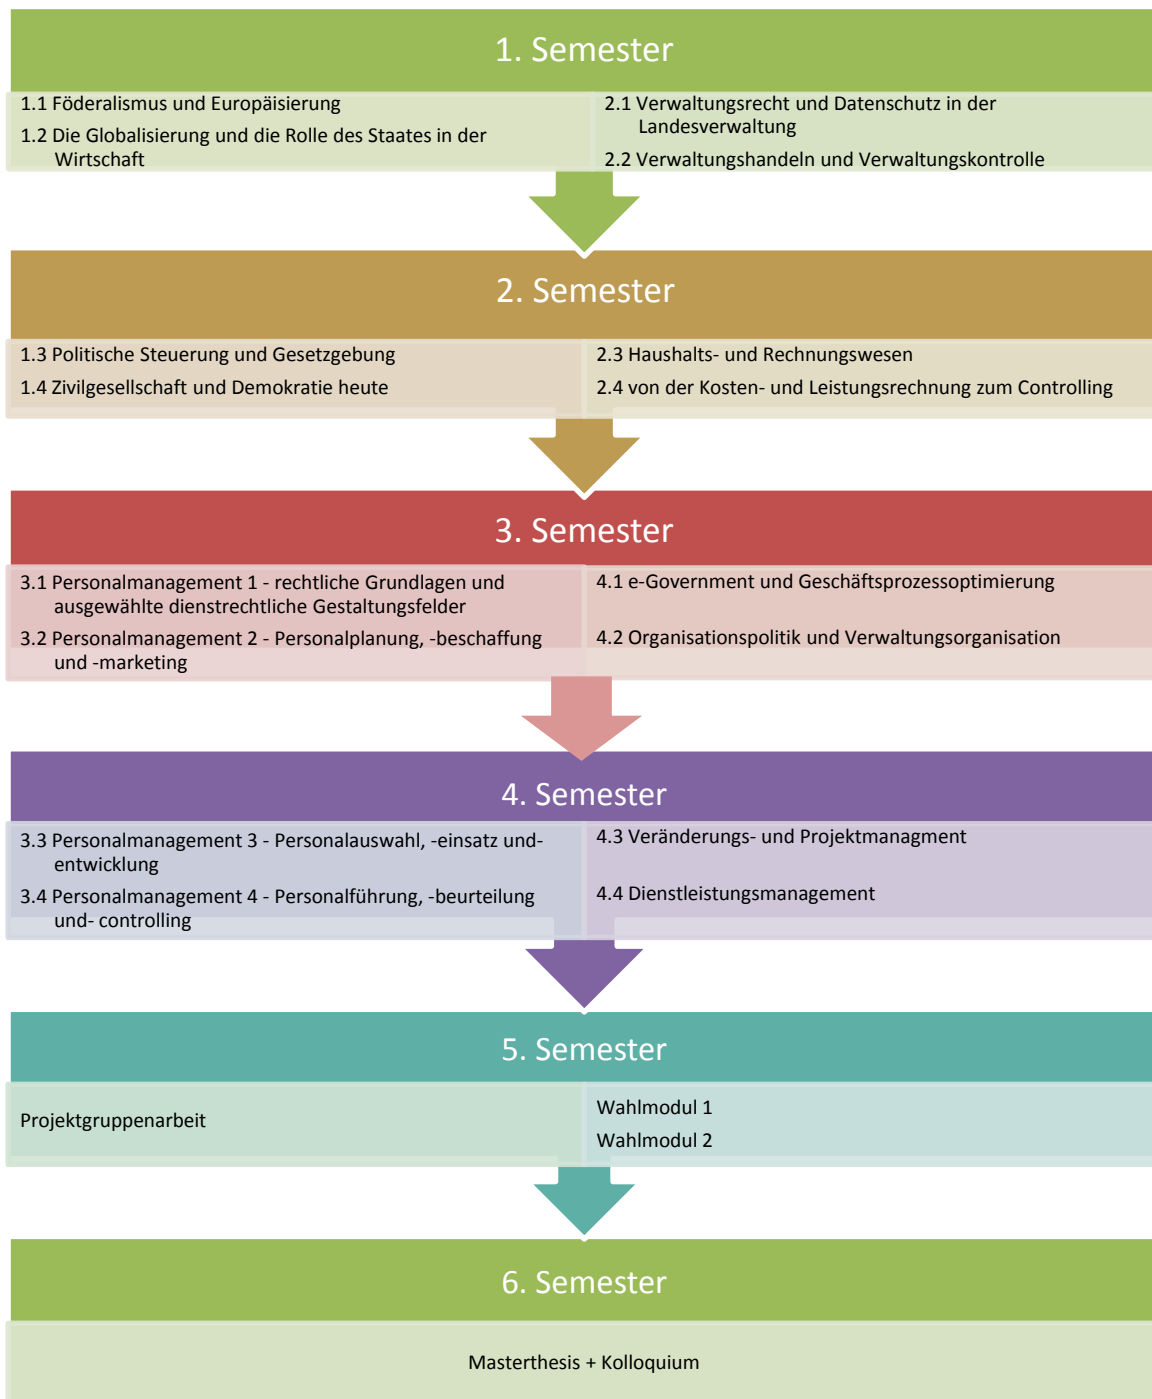 1. Semester
1.1 Föderalismus und Europäisierung
1.2 Die Globalisierung und die Rolle des Staates in der
Wirtschaft
2.1 Verwaltungsrecht und Datenschutz in der
Landesverwaltung
2.2 Verwaltungshandeln und Verwaltungskontrolle
2. Semester
1.3 Politische Steuerung und Gesetzgebung
1.4 Zivilgesellschaft und Demokratie heute
2.3 Haushalts- und Rechnungswesen
2.4 von der Kosten- und Leistungsrechnung zum Controlling
3. Semester
3.1 Personalmanagement 1 - rechtliche Grundlagen und
ausgewählte dienstrechtliche Gestaltungsfelder
3.2 Personalmanagement 2 - Personalplanung, -beschaffung
und -marketing
4.1 e-Government und Geschäftsprozessoptimierung
4.2 Organisationspolitik und Verwaltungsorganisation
4. Semester
3.3 Personalmanagement 3 - Personalauswahl, -einsatz und-
entwicklung
3.4 Personalmanagement 4 - Personalführung, -beurteilung
und- controlling
4.3 Veränderungs- und Projektmanagment
4.4 Dienstleistungsmanagement
5. Semester
Projektgruppenarbeit
Wahlmodul 1
Wahlmodul 2
6. Semester
Masterthesis + Kolloquium